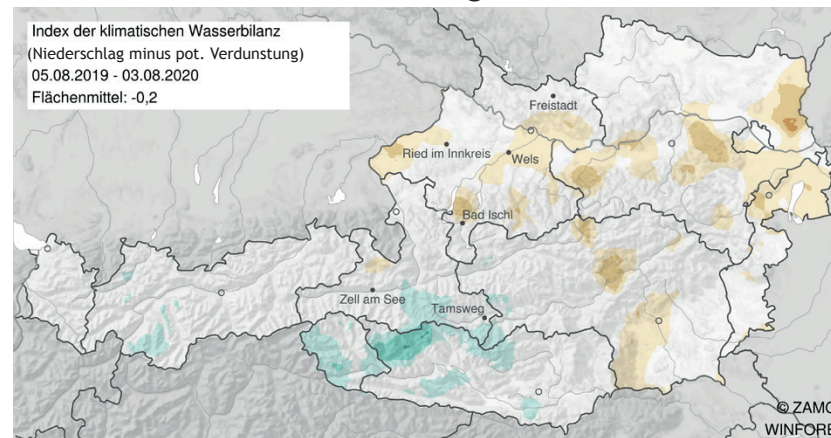 Index der klimatischen Wasserbilanz
(Niederschlag minus pot. Verdunstung)
05.08.2019 - 03.08.2020
Flächenmittel: -0,2
Freistadt
Ried im Innkreis
Wels
Bad Ischl
Zell am See
Tamsweg
© ZAMG
WINFORE